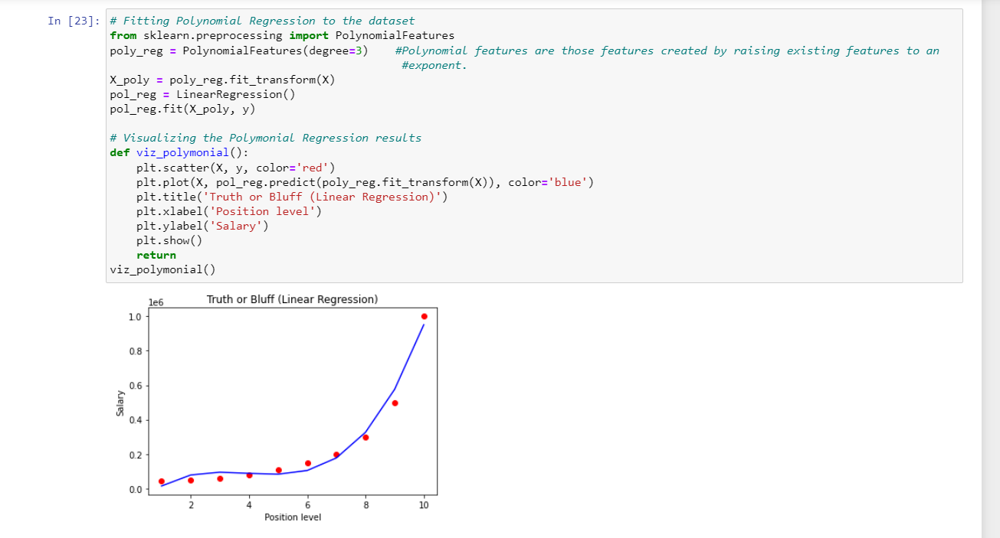 In [23]: # Fitting Polynomial Regression to the dataset
from sklearn.preprocessing import PolynomialFeatures
poly_reg = PolynomialFeatures(degree=3)    #Polynomial features are those features created by raising existing features to an
#exponent.
X_poly = poly_reg.fit_transform(X)
pol_reg = LinearRegression()
pol_reg.fit(X_poly, y)
# Visualizing the Polymonial Regression results
def viz_polymonial():
plt.scatter(X, y, color='red')
plt.plot(X, pol_reg.predict(poly_reg.fit_transform(X)), color='blue')
plt.title('Truth or Bluff (Linear Regression)')
plt.xlabel('Position level')
plt.ylabel('Salary')
plt.show()
return
viz_polymonial()
Truth or Bluff (Linear Regression)
1e6
1.0
0.8
0.6
0.4
0.2
0.0
Salary
2 4 6 8 10
Position level